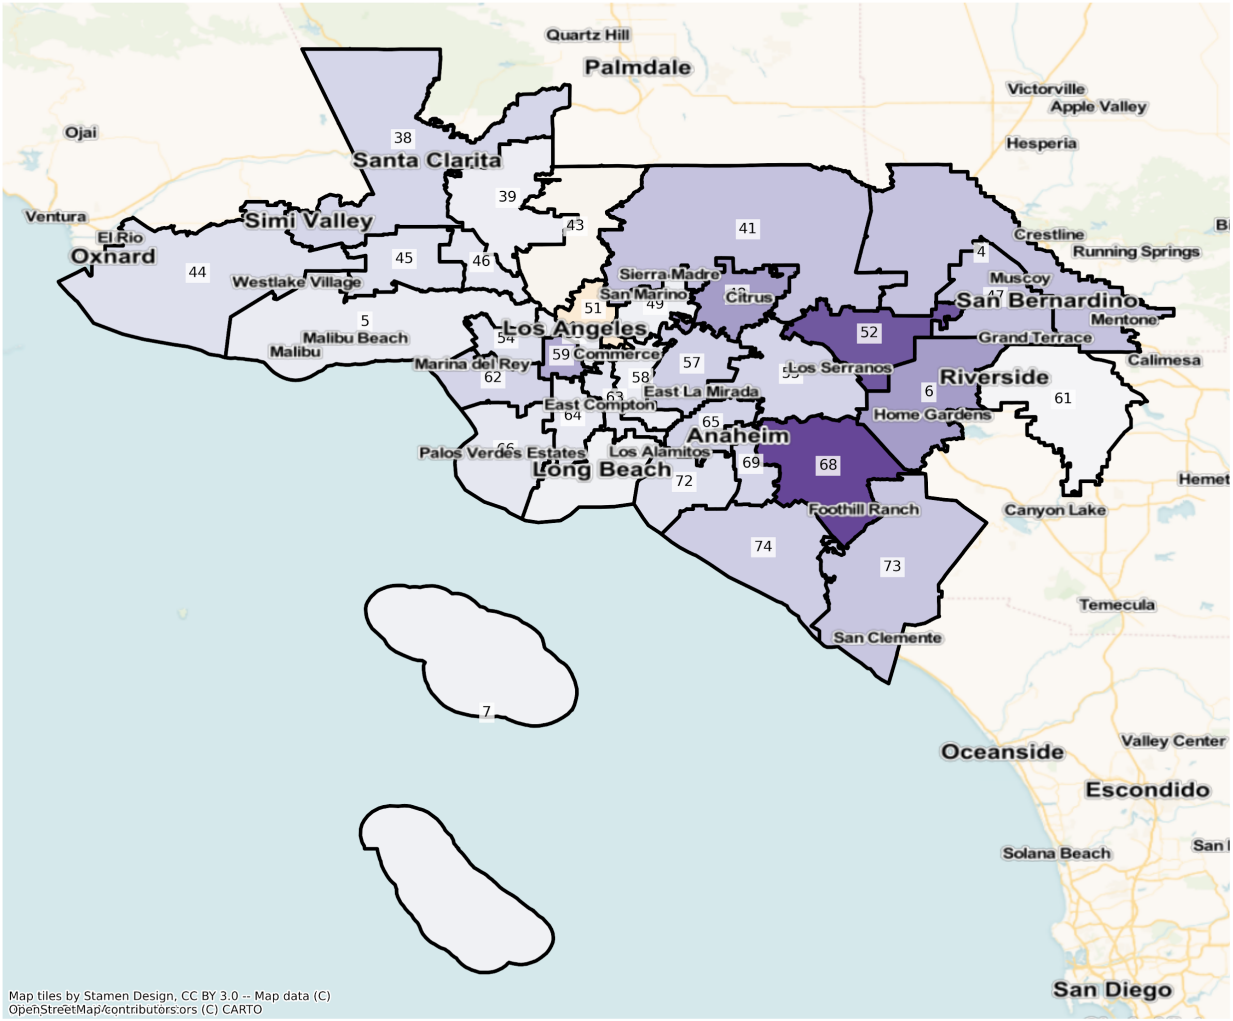 Quartz Hill
Palmdale
Victorville
Apple Valley
Ojai
38
Hesperia
Santa Clarita
39
Ventura
Simi Valley
43
41
Bi
El Rio
Crestline
Oxnard
44
45
46
4
Running Springs
Westlake Village
Sierra Madre
Muscoy
San Marino
Citrus
47
San Bernardino
51
49
5
Los Angeles
52
Mentone
Malibu Beach
54
Grand Terrace
Malibu
59
Commerce
57
Calimesa
Marina del Rey
62
58
Los Serranos
Riverside
East La Mirada
6
61
63
East Compton
64
Home Gardens
65
Anaheim
66
Palos Verdes Estates
Los Alamitos
Long Beach
69
68
72
Hemet
Foothill Ranch
Canyon Lake
74
73
Temecula
San Clemente
7
Oceanside
Valley Center
Escondido
Solana Beach
San
San Diego
Map tiles by Stamen Design, CC BY 3.0 -- Map data (C)
OpenStreetMap contributors (C) CARTO